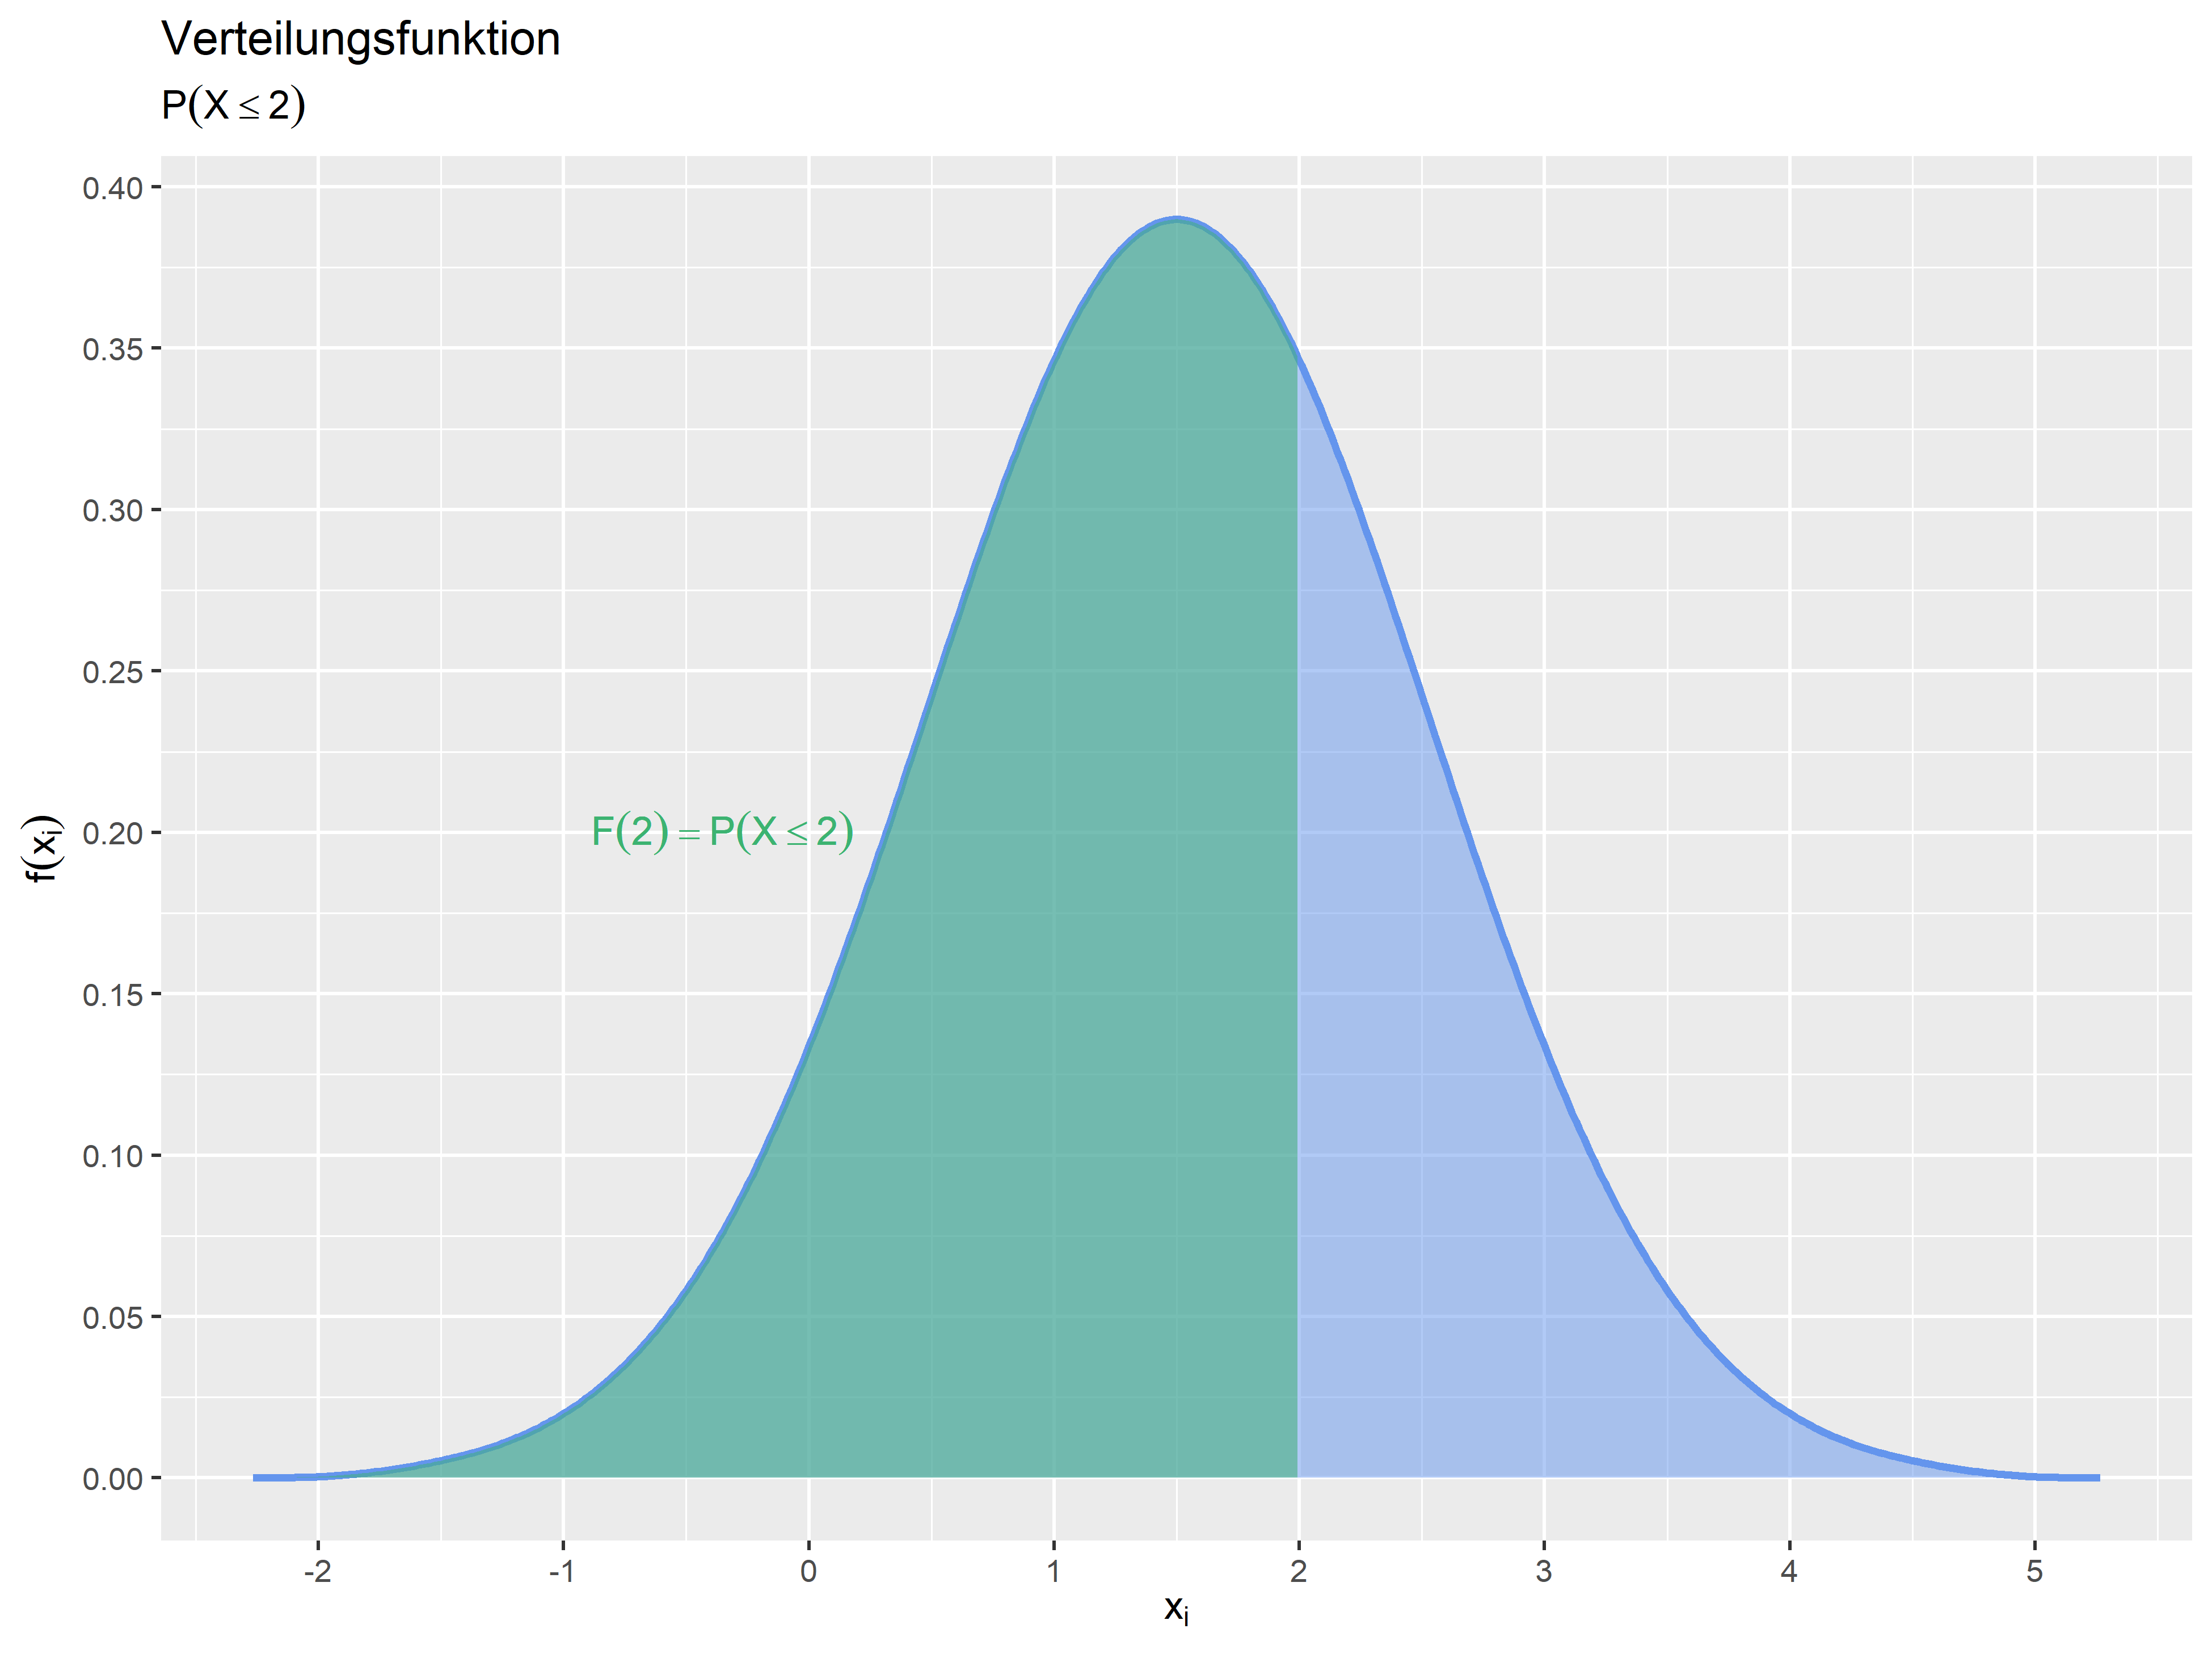 Verteilungsfunktion
P(X ≤ 2)
0.40
0.35
0.30
0.25
0.20
0.15
0.10
0.05
0.00
f(xᵢ)
F(2) = P(X ≤ 2)
-2 -1 0 1 2 3 4 5
xᵢ